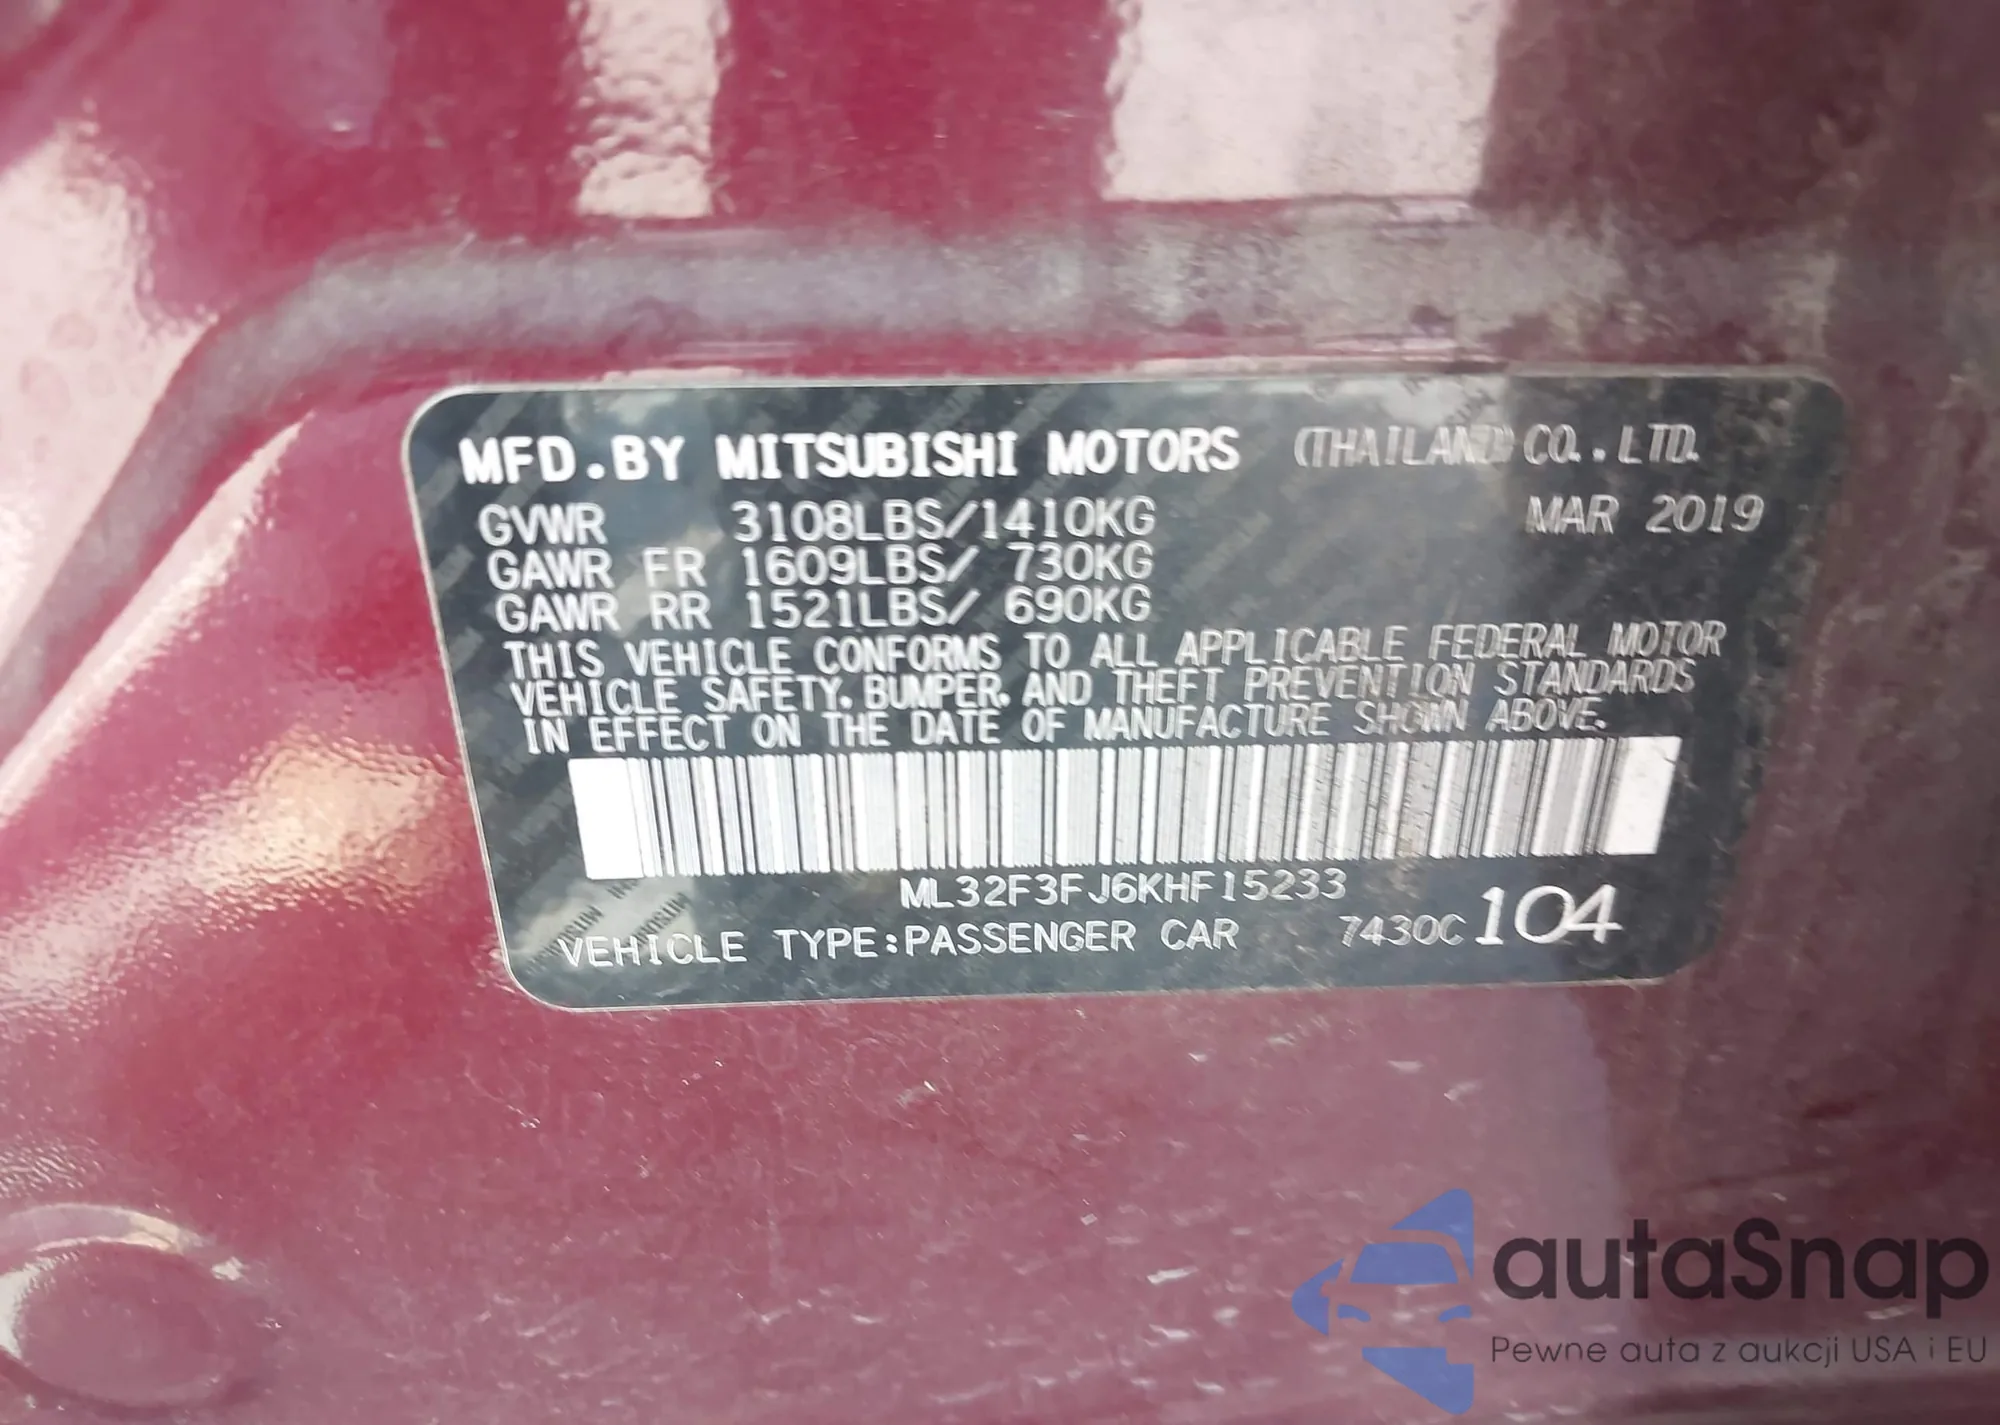 MFD.BY MITSUBISHI MOTORS (THAILAND) CO.,LTD.
GVWR 3108LBS/1410KG MAR 2019
GAWR FR 1609LBS/ 730KG
GAWR RR 1521LBS/ 690KG
THIS VEHICLE CONFORMS TO ALL APPLICABLE FEDERAL MOTOR
VEHICLE SAFETY, BUMPER, AND THEFT PREVENTION STANDARDS
IN EFFECT ON THE DATE OF MANUFACTURE SHOWN ABOVE.
ML32F3FJ6KHF15233
VEHICLE TYPE:PASSENGER CAR 7430C 104
autaSnap
Pewne auta z aukcji USA i EU